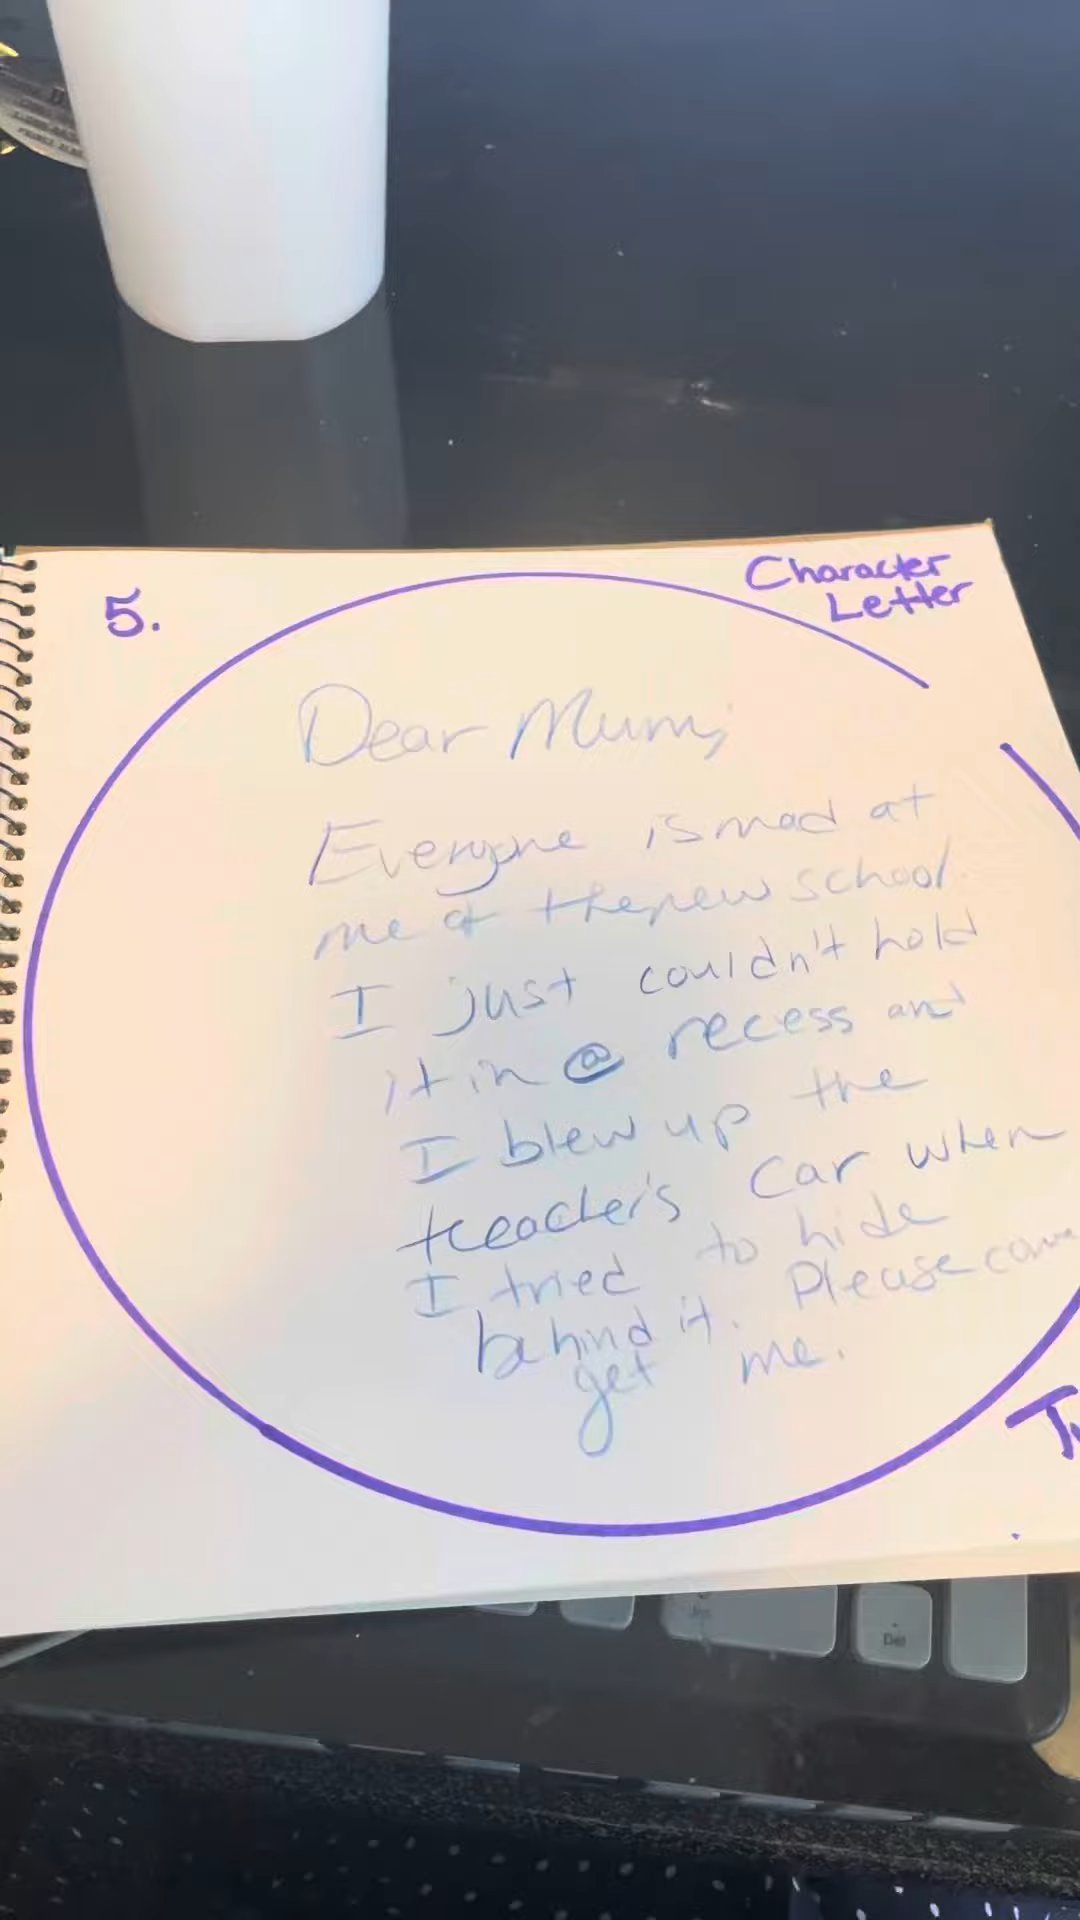 5.
Character
Letter
Dear Mum,
Everyone is mad at
me at the new school.
I just couldn't hold
it in @ recess and
I blew up the
teacher's car when
I tried to hide
behind it. Please come
get me.
Del